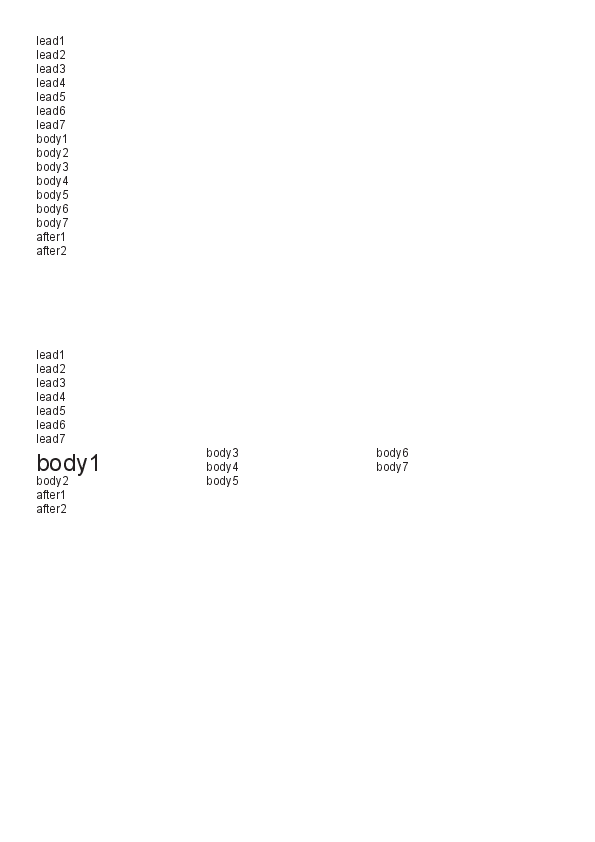 lead1
lead2
lead3
lead4
lead5
lead6
lead7
body1
body2
body3
body4
body5
body6
body7
after1
after2
lead1
lead2
lead3
lead4
lead5
lead6
lead7
body1
body2
body3
body4
body5
body6
body7
after1
after2